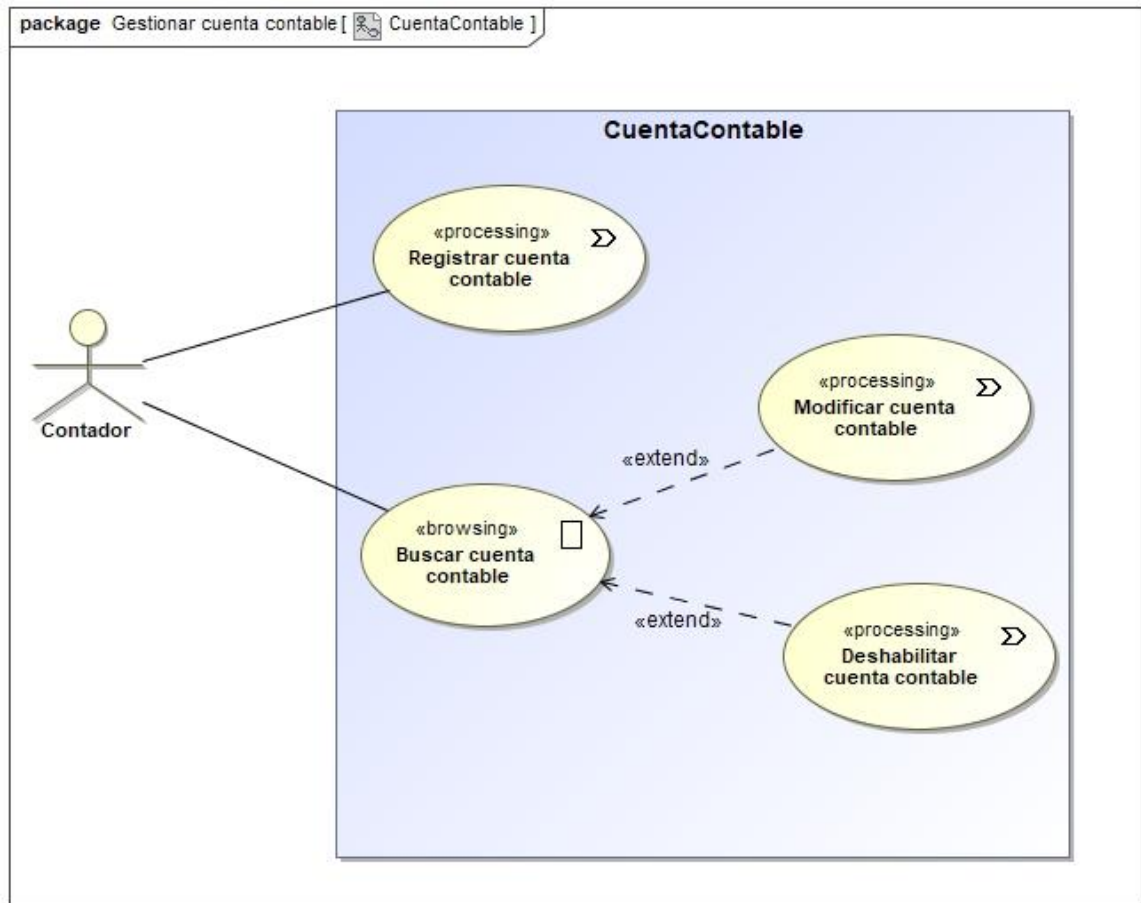 package Gestionar cuenta contable [ CuentaContable ]
CuentaContable
«processing»
Registrar cuenta
contable
Contador
«processing»
Modificar cuenta
contable
«extend»
«browsing»
Buscar cuenta
contable
«extend»
«processing»
Deshabilitar
cuenta contable